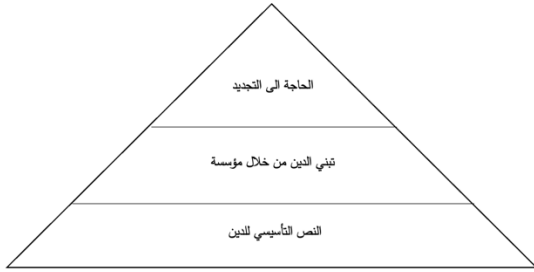 الحاجة الى التجديد
تبني الدين من خلال مؤسسة
النص التأسيسي للدين